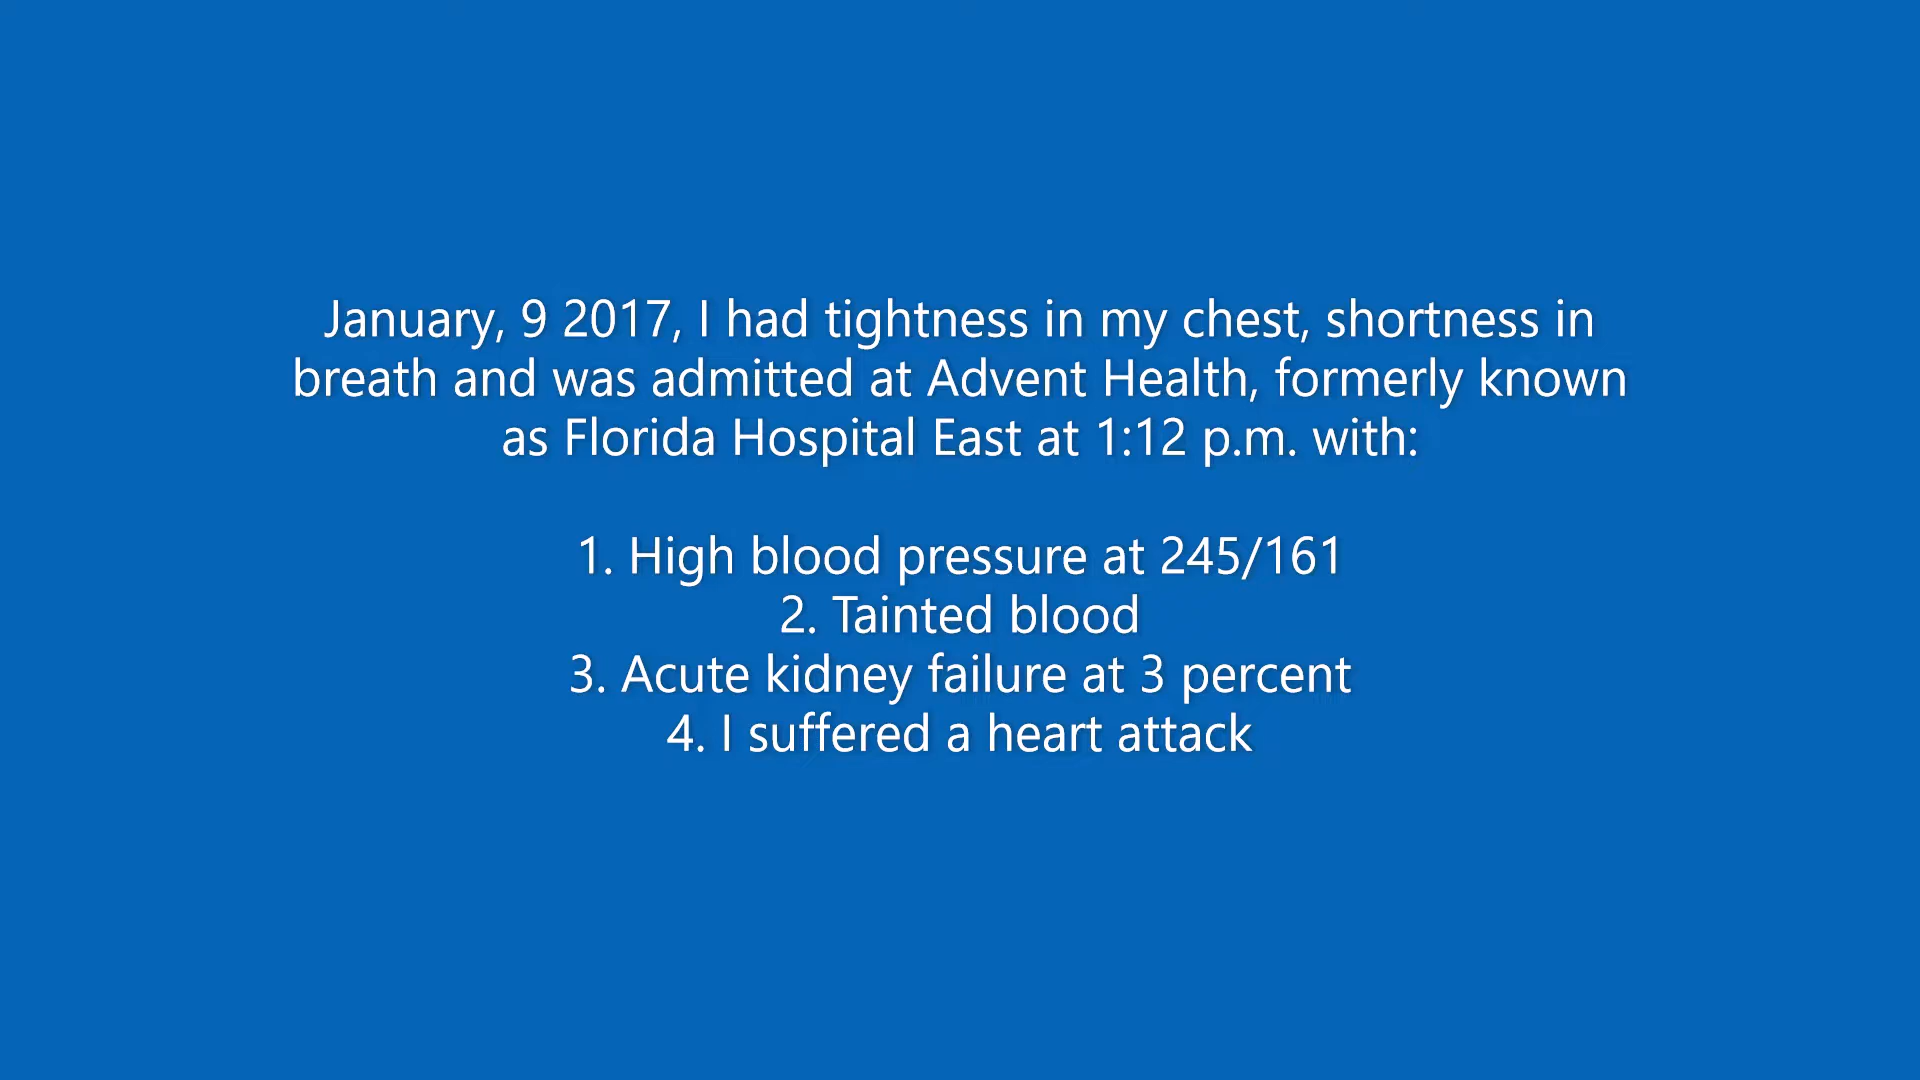 January, 9 2017, I had tightness in my chest, shortness in
breath and was admitted at Advent Health, formerly known
as Florida Hospital East at 1:12 p.m. with:
1. High blood pressure at 245/161
2. Tainted blood
3. Acute kidney failure at 3 percent
4. I suffered a heart attack